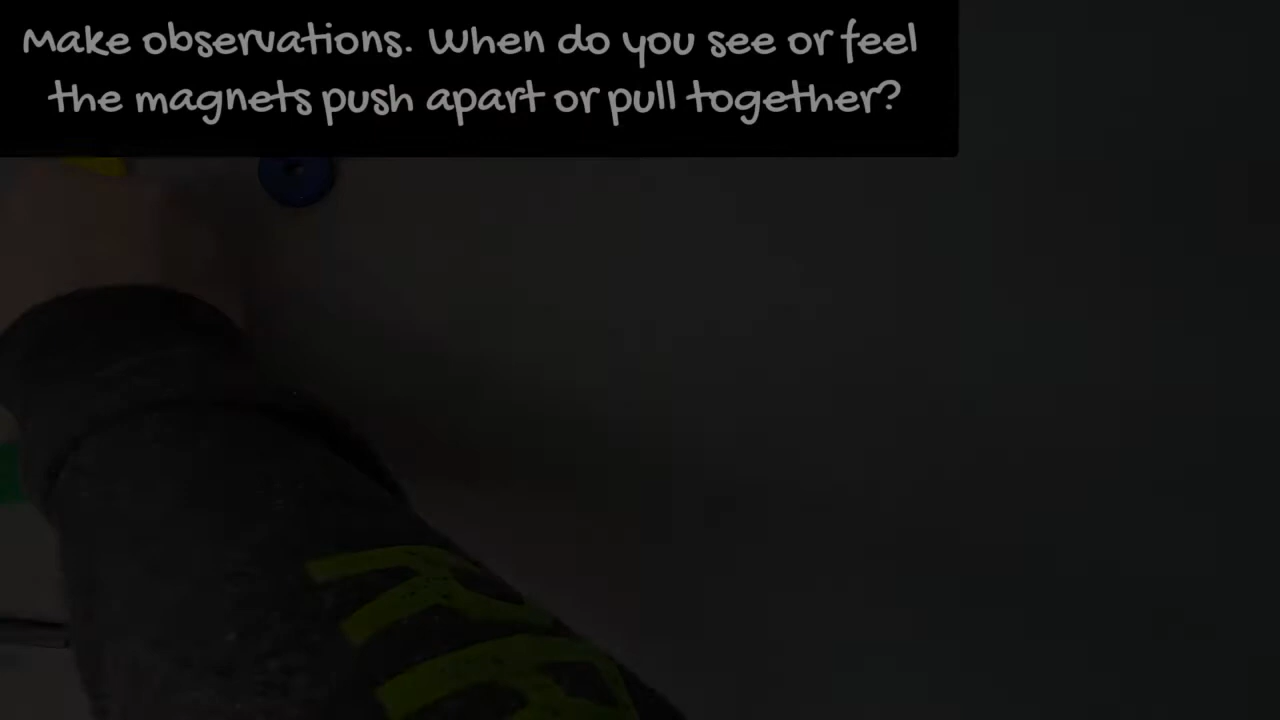 Make observations. When do you see or feel
the magnets push apart or pull together?